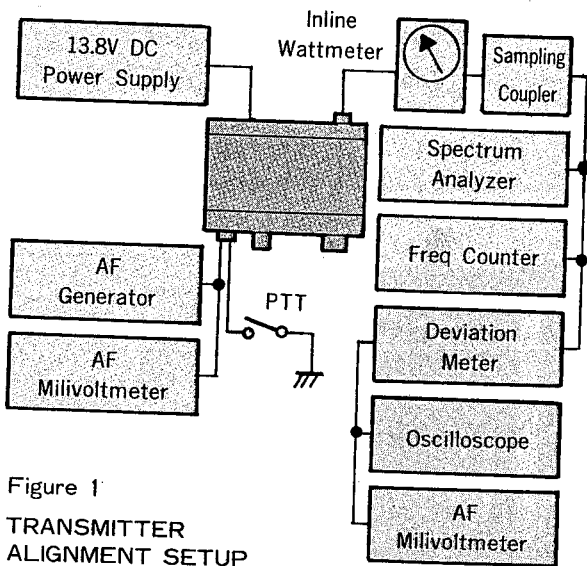 13.8V DC
Power Supply
Inline
Wattmeter
Sampling
Coupler
Spectrum
Analyzer
Freq Counter
AF
Generator
PTT
AF
Milivoltmeter
Deviation
Meter
Oscilloscope
AF
Milivoltmeter
Figure 1
TRANSMITTER
ALIGNMENT SETUP